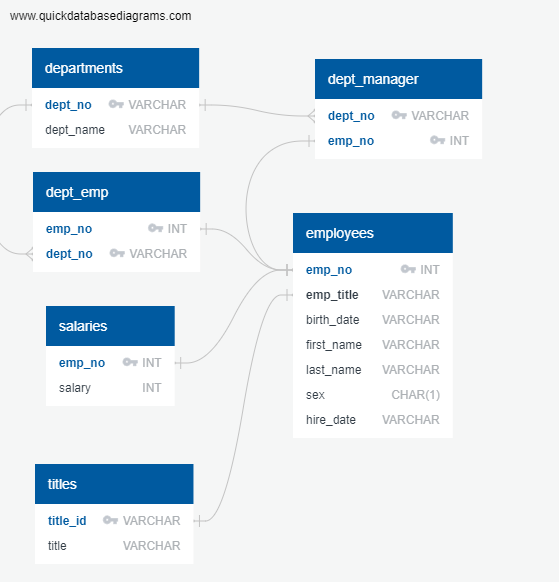 www.quickdatabasediagrams.com
departments
dept_no VARCHAR
dept_name VARCHAR
dept_manager
dept_no VARCHAR
emp_no INT
dept_emp
emp_no INT
dept_no VARCHAR
employees
emp_no INT
emp_title VARCHAR
birth_date VARCHAR
first_name VARCHAR
last_name VARCHAR
sex CHAR(1)
hire_date VARCHAR
salaries
emp_no INT
salary INT
titles
title_id VARCHAR
title VARCHAR